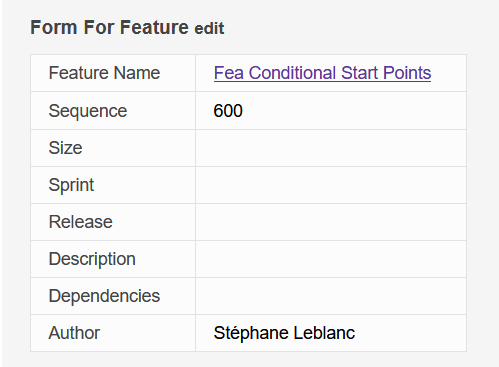 Form For Feature edit
Feature Name Fea Conditional Start Points
Sequence 600
Size
Sprint
Release
Description
Dependencies
Author Stéphane Leblanc